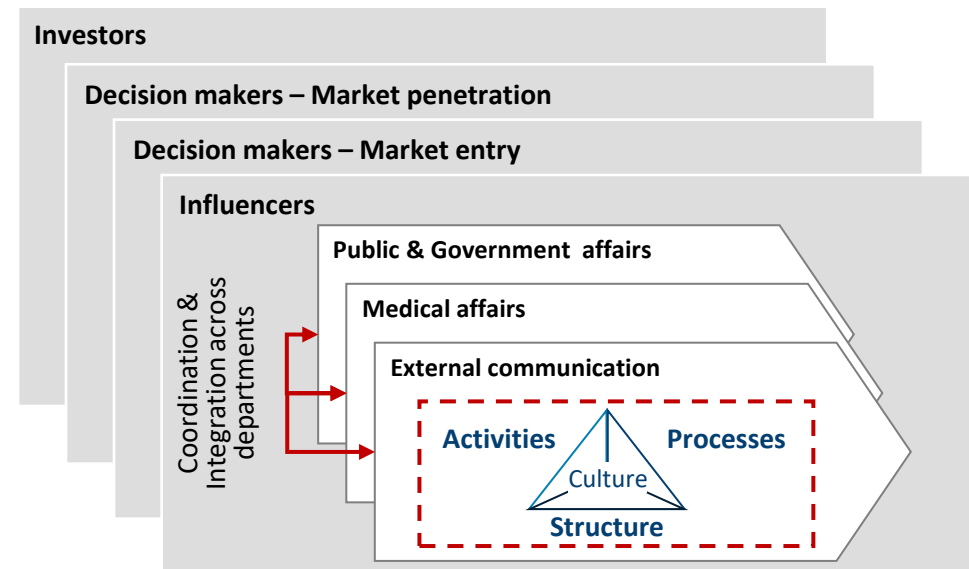 Investors
Decision makers – Market penetration
Decision makers – Market entry
Influencers
Public & Government affairs
Medical affairs
External communication
Coordination &
Integration across
departments
Activities
Processes
Culture
Structure